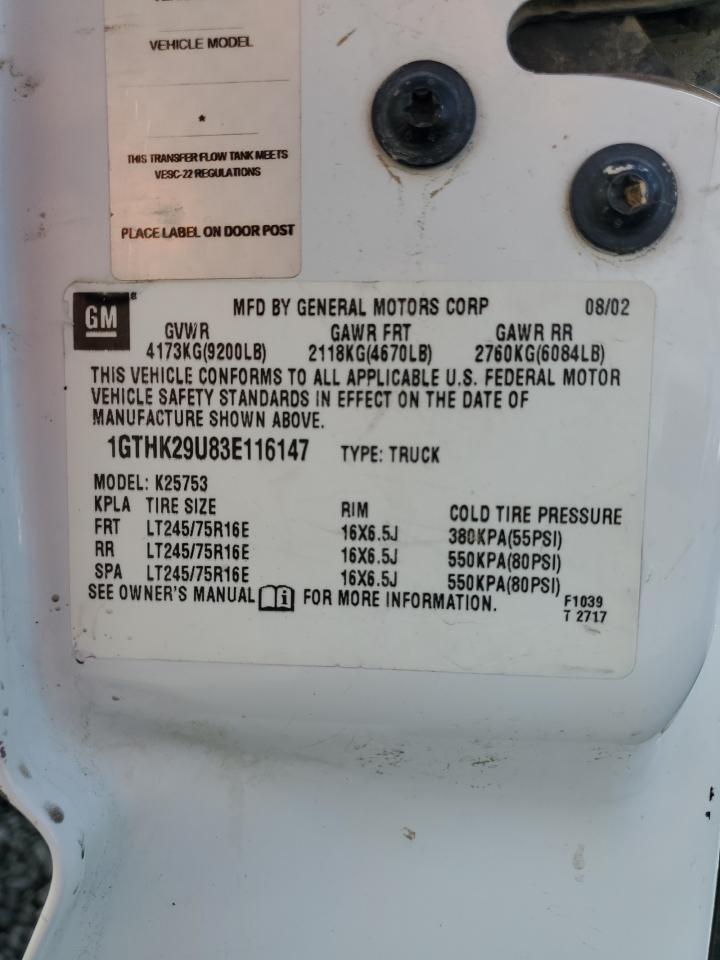 VEHICLE MODEL
*
THIS TRANSFER FLOW TANK MEETS
VESC-22 REGULATIONS
PLACE LABEL ON DOOR POST
GM ® MFD BY GENERAL MOTORS CORP 08/02
GVWR GAWR FRT GAWR RR
4173KG(9200LB) 2118KG(4670LB) 2760KG(6084LB)
THIS VEHICLE CONFORMS TO ALL APPLICABLE U.S. FEDERAL MOTOR
VEHICLE SAFETY STANDARDS IN EFFECT ON THE DATE OF
MANUFACTURE SHOWN ABOVE.
1GTHK29U83E116147 TYPE: TRUCK
MODEL: K25753
KPLA TIRE SIZE RIM COLD TIRE PRESSURE
FRT LT245/75R16E 16X6.5J 380KPA(55PSI)
RR LT245/75R16E 16X6.5J 550KPA(80PSI)
SPA LT245/75R16E 16X6.5J 550KPA(80PSI)
SEE OWNER'S MANUAL i FOR MORE INFORMATION. F1039
T 2717